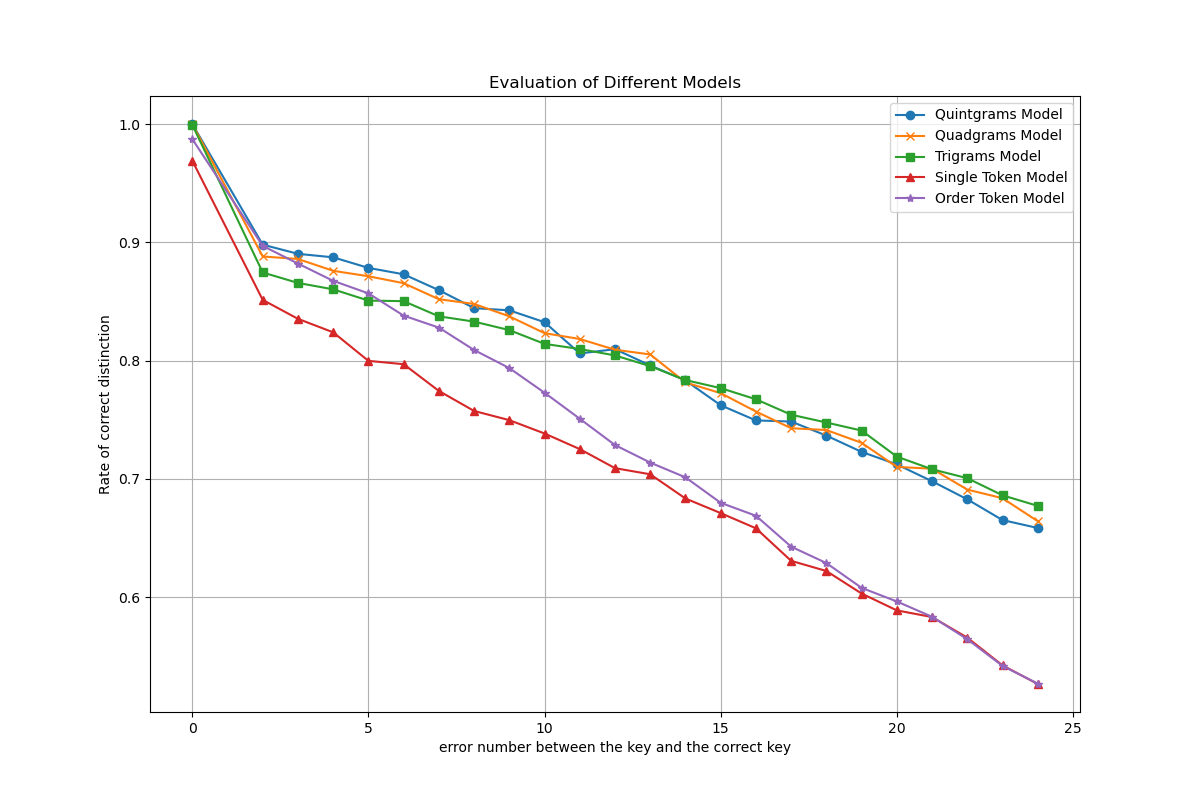 Evaluation of Different Models
Quintgrams Model
Quadgrams Model
Trigrams Model
Single Token Model
Order Token Model
Rate of correct distinction
1.0
0.9
0.8
0.7
0.6
0 5 10 15 20 25
error number between the key and the correct key